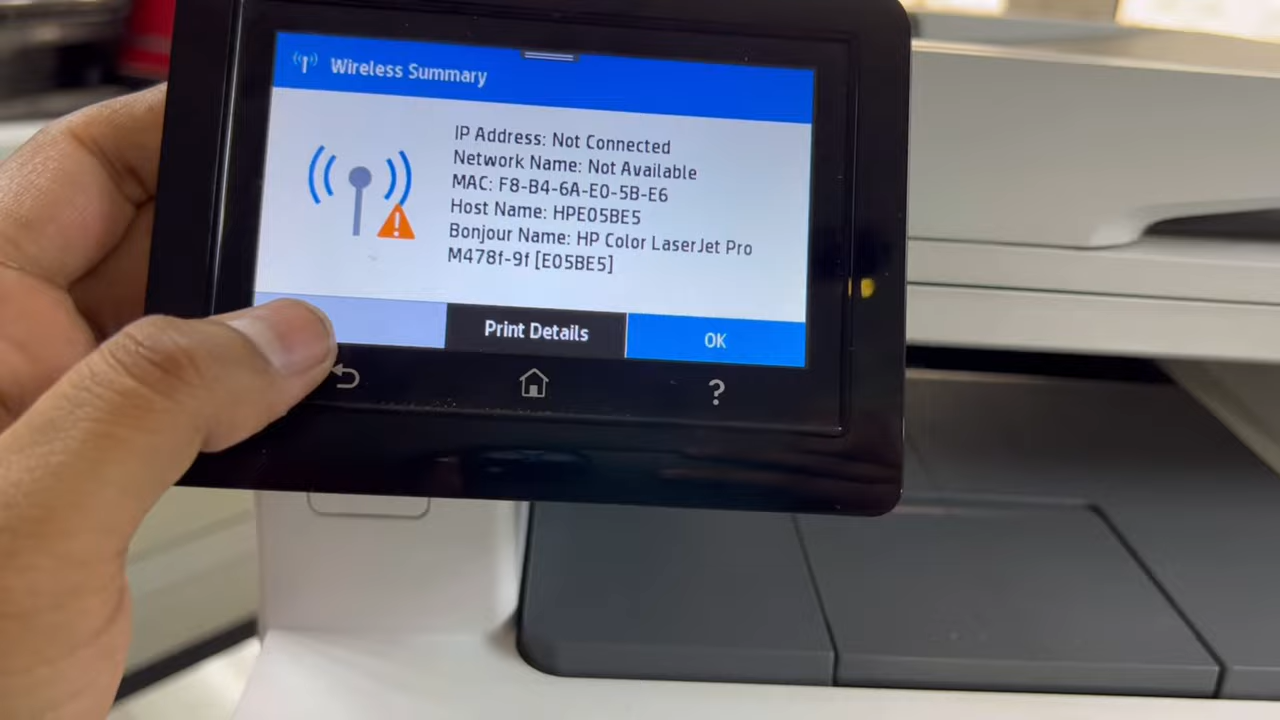 Wireless Summary
IP Address: Not Connected
Network Name: Not Available
MAC: F8-B4-6A-E0-5B-E6
Host Name: HPE05BE5
Bonjour Name: HP Color LaserJet Pro
M478f-9f [E05BE5]
Print Details
OK
?